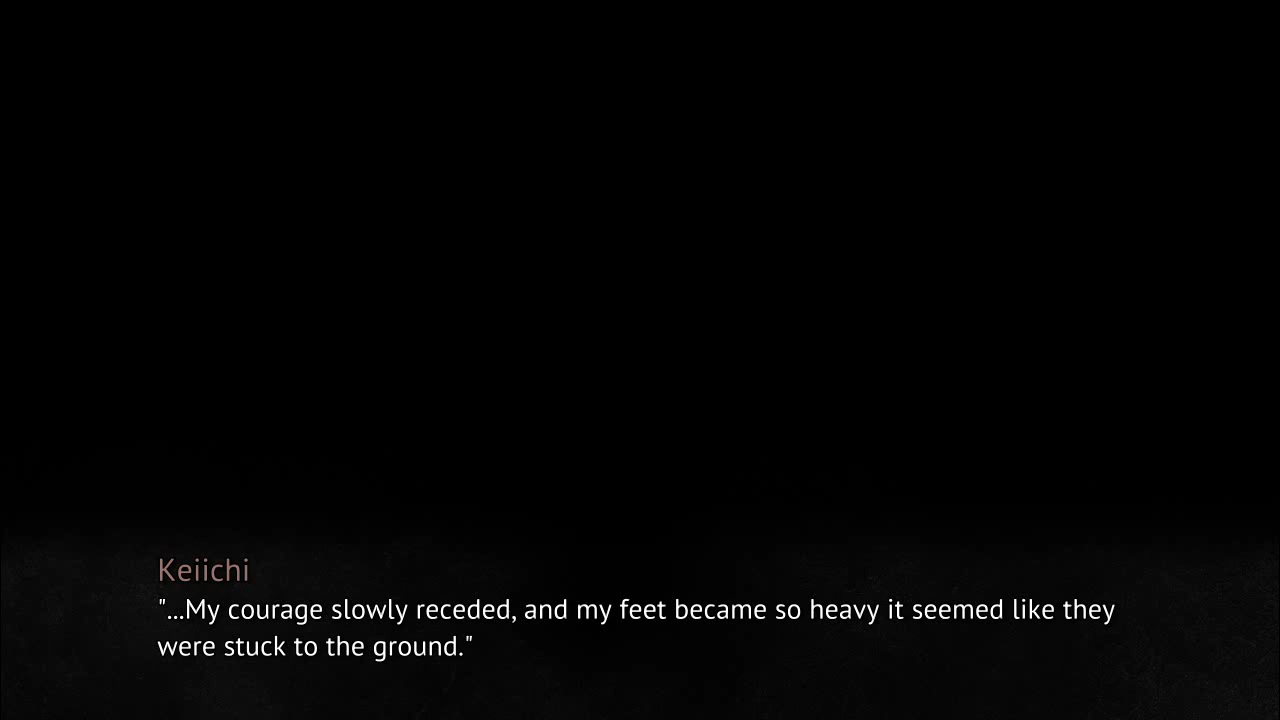 Keiichi
"...My courage slowly receded, and my feet became so heavy it seemed like they
were stuck to the ground."